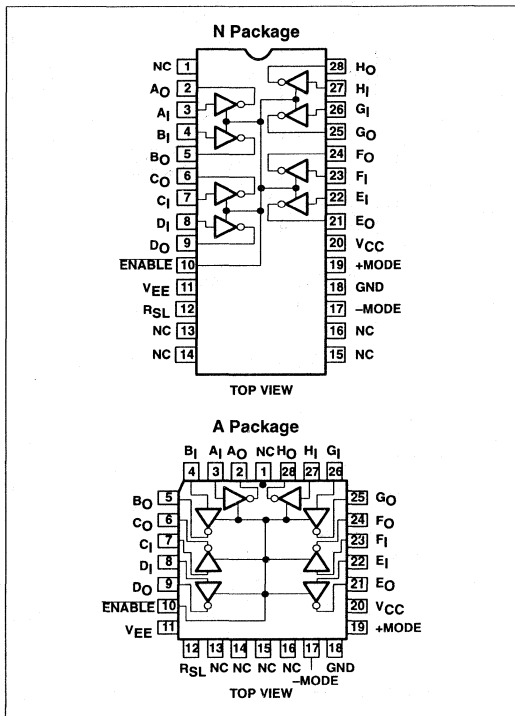 N Package
NC 1 28 HO
AO 2 27 HI
AI 3 26 GI
BI 4 25 GO
BO 5 24 FO
CO 6 23 FI
CI 7 22 EI
DI 8 21 EO
DO 9 20 VCC
ENABLE 10 19 +MODE
VEE 11 18 GND
RSL 12 17 –MODE
NC 13 16 NC
NC 14 15 NC
TOP VIEW
A Package
BI AI AO NC HO HI GI
4 3 2 1 28 27 26
BO 5 25 GO
CO 6 24 FO
CI 7 23 FI
DI 8 22 EI
DO 9 21 EO
ENABLE 10 20 VCC
VEE 11 19 +MODE
12 13 14 15 16 17 18
RSL NC NC NC NC GND
–MODE
TOP VIEW